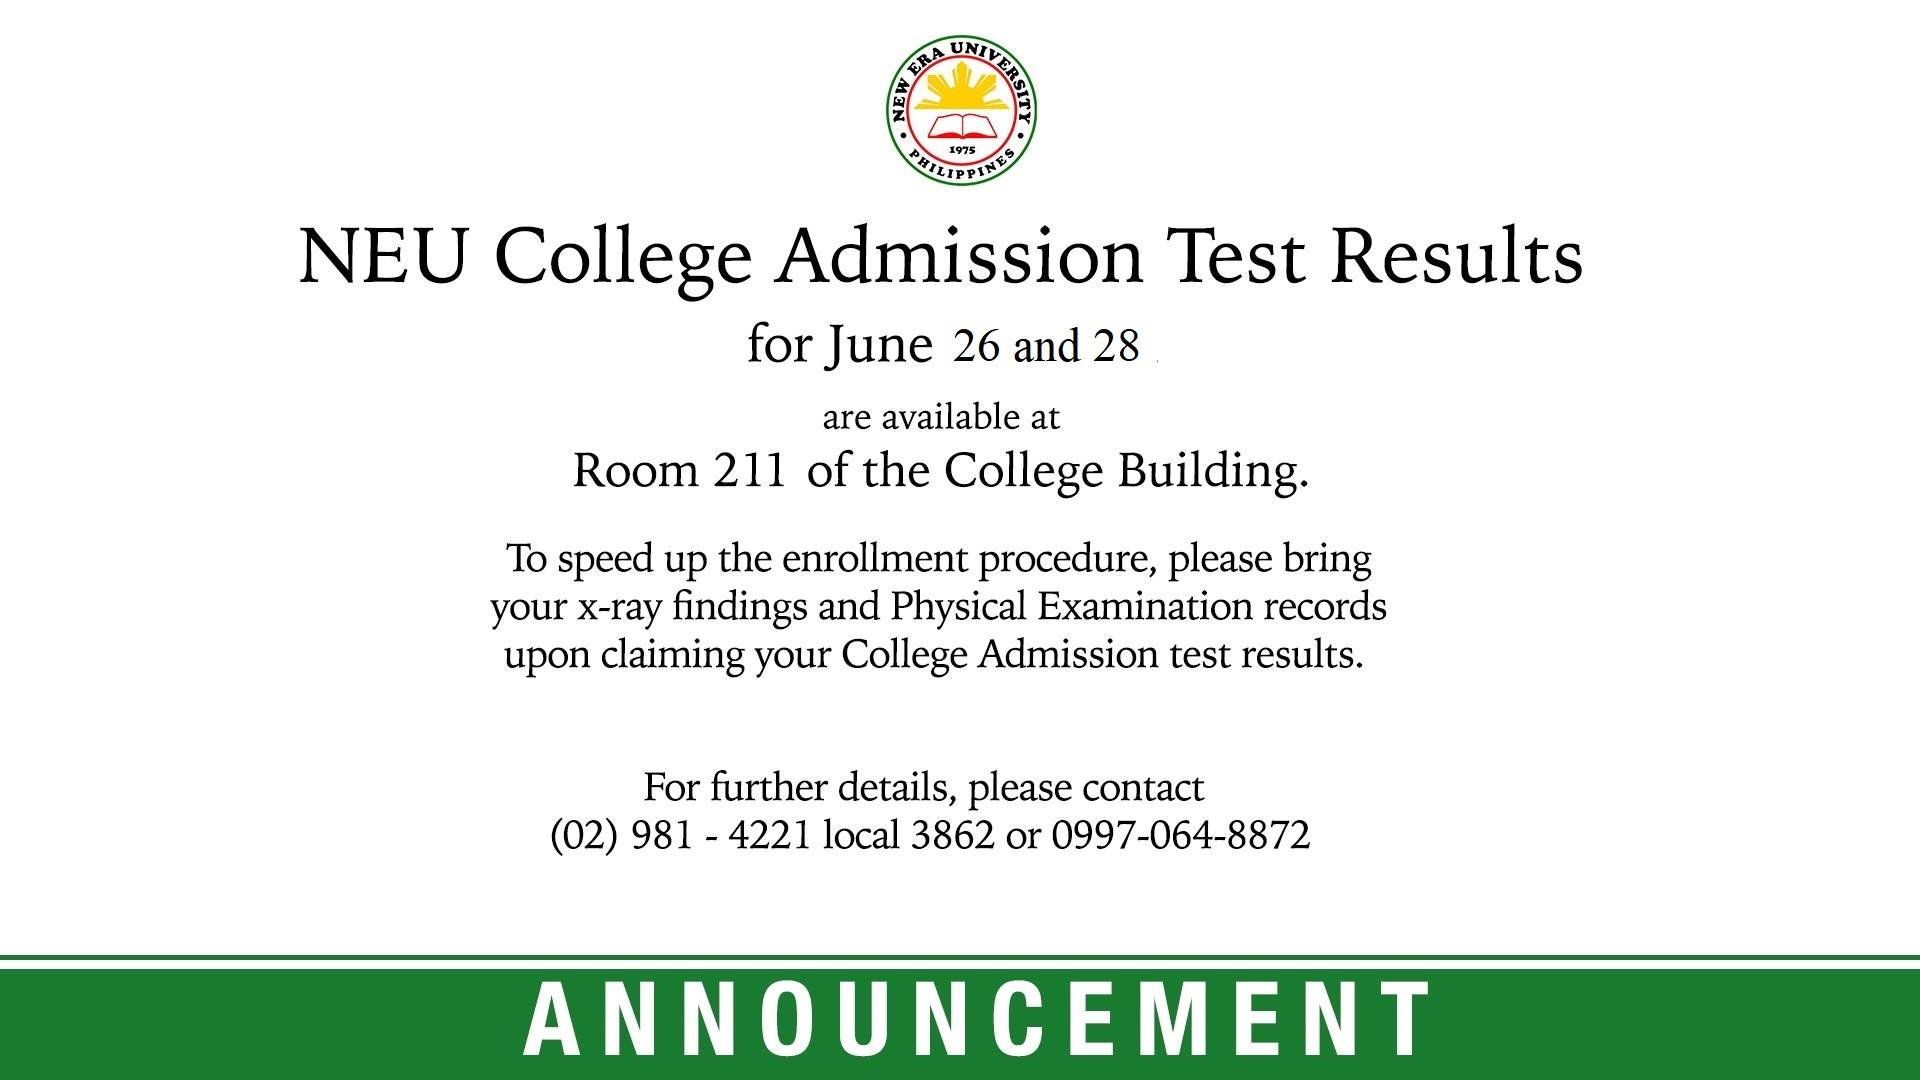 NEW ERA UNIVERSITY
1975
PHILIPPINES
NEU College Admission Test Results
for June 26 and 28
are available at
Room 211 of the College Building.
To speed up the enrollment procedure, please bring
your x-ray findings and Physical Examination records
upon claiming your College Admission test results.
For further details, please contact
(02) 981 - 4221 local 3862 or 0997-064-8872
ANNOUNCEMENT